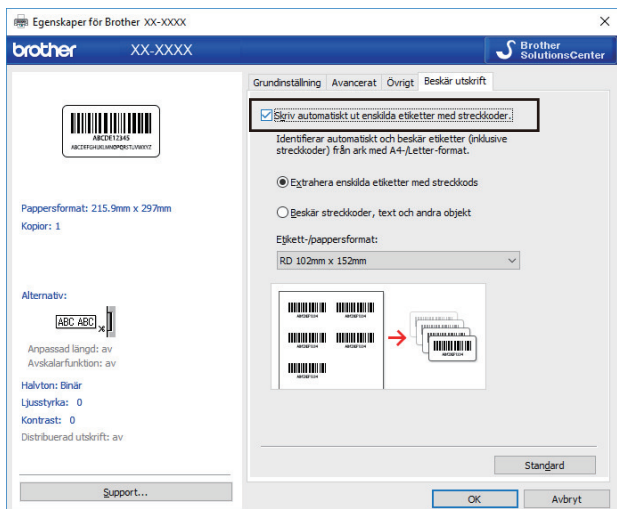 Egenskaper för Brother XX-XXXX
brother XX-XXXX
Brother
SolutionsCenter
Grundinställning Avancerat Övrigt Beskär utskrift
Skriv automatiskt ut enskilda etiketter med streckkoder.
Identifierar automatiskt och beskär etiketter (inklusive
streckkoder) från ark med A4-/Letter-format.
Extrahera enskilda etiketter med streckkods
Beskär streckkoder, text och andra objekt
Etikett-/pappersformat:
RD 102mm x 152mm
ABCDE12345
Pappersformat: 215.9mm x 297mm
Kopior: 1
Alternativ:
ABC ABC
Anpassad längd: av
Avskalarfunktion: av
Halvton: Binär
Ljusstyrka: 0
Kontrast: 0
Distribuerad utskrift: av
Support...
Standard
OK Avbryt